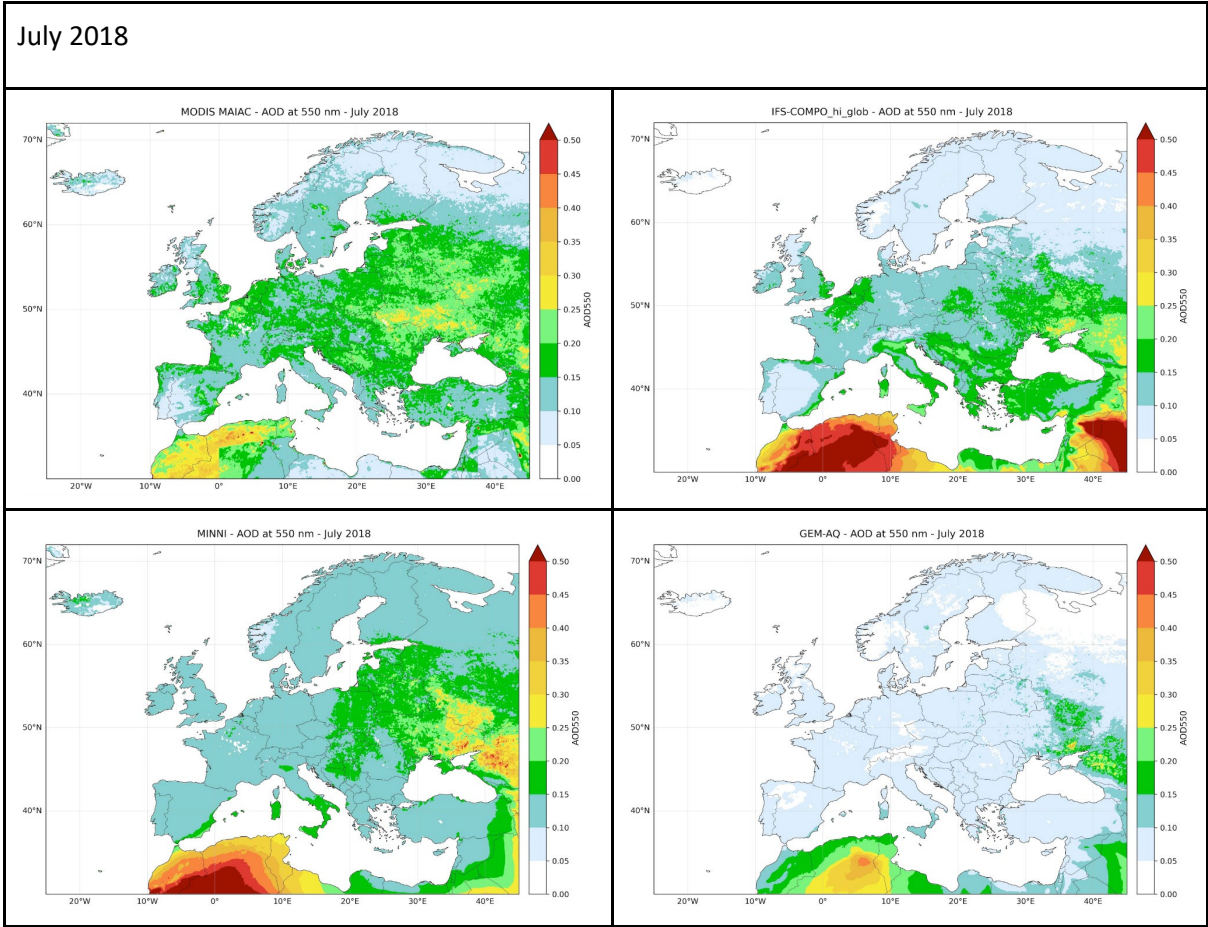 July 2018
MODIS MAIAC - AOD at 550 nm - July 2018
70°N
60°N
50°N
40°N
20°W 10°W 0° 10°E 20°E 30°E 40°E
0.50
0.45
0.40
0.35
0.30
0.25
0.20
0.15
0.10
0.05
0.00
AOD550
IFS-COMPO_hi_glob - AOD at 550 nm - July 2018
70°N
60°N
50°N
40°N
20°W 10°W 0° 10°E 20°E 30°E 40°E
0.50
0.45
0.40
0.35
0.30
0.25
0.20
0.15
0.10
0.05
0.00
AOD550
MINNI - AOD at 550 nm - July 2018
70°N
60°N
50°N
40°N
20°W 10°W 0° 10°E 20°E 30°E 40°E
0.50
0.45
0.40
0.35
0.30
0.25
0.20
0.15
0.10
0.05
0.00
AOD550
GEM-AQ - AOD at 550 nm - July 2018
70°N
60°N
50°N
40°N
20°W 10°W 0° 10°E 20°E 30°E 40°E
0.50
0.45
0.40
0.35
0.30
0.25
0.20
0.15
0.10
0.05
0.00
AOD550